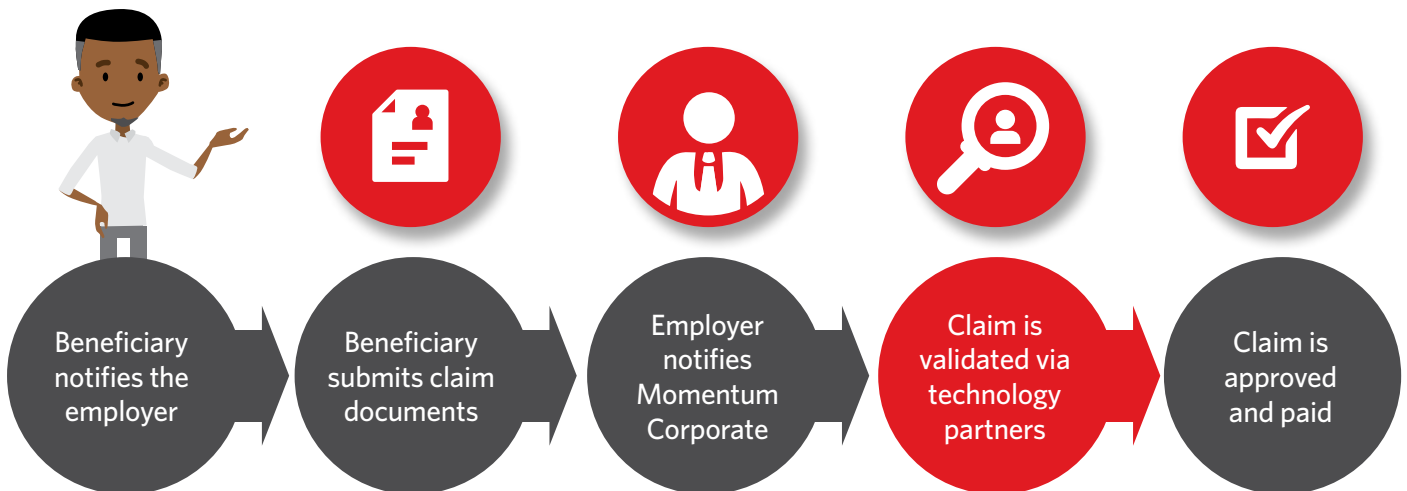 Beneficiary
notifies the
employer
Beneficiary
submits claim
documents
Employer
notifies
Momentum
Corporate
Claim is
validated via
technology
partners
Claim is
approved
and paid